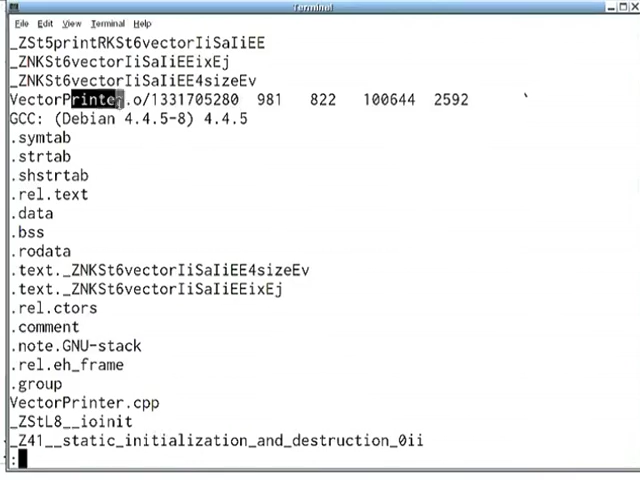 Terminal
File Edit View Terminal Help
_ZSt5printRKSt6vectorIiSaIiEE
_ZNKSt6vectorIiSaIiEEixEj
_ZNKSt6vectorIiSaIiEE4sizeEv
VectorPrinter.o/1331705280 981 822 100644 2592 `
GCC: (Debian 4.4.5-8) 4.4.5
.symtab
.strtab
.shstrtab
.rel.text
.data
.bss
.rodata
.text._ZNKSt6vectorIiSaIiEE4sizeEv
.text._ZNKSt6vectorIiSaIiEEixEj
.rel.ctors
.comment
.note.GNU-stack
.rel.eh_frame
.group
VectorPrinter.cpp
_ZStL8__ioinit
_Z41__static_initialization_and_destruction_0ii
: